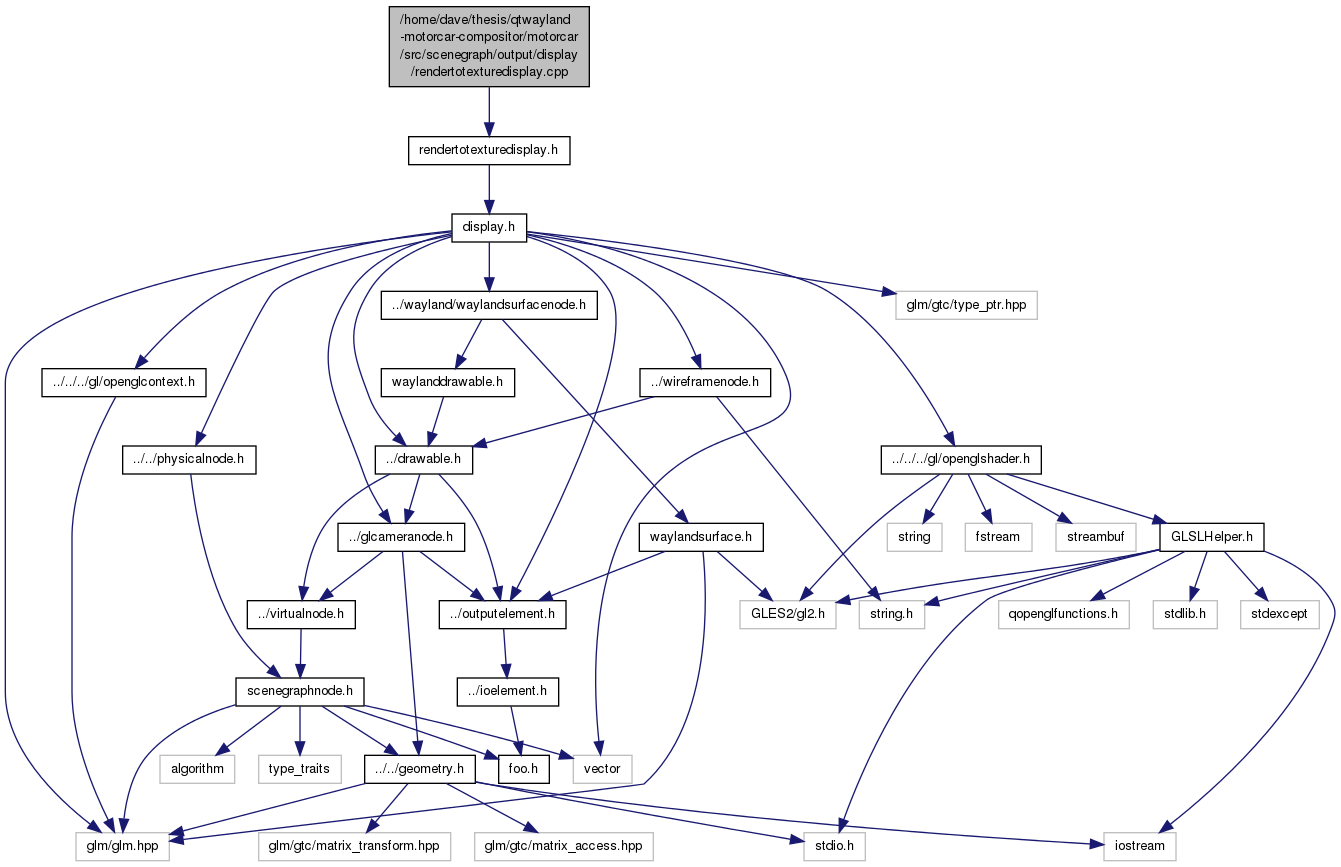 /home/dave/thesis/qtwayland
-motorcar-compositor/motorcar
/src/scenegraph/output/display
/rendertotexturedisplay.cpp
rendertotexturedisplay.h
display.h
../wayland/waylandsurfacenode.h
glm/gtc/type_ptr.hpp
../../../gl/openglcontext.h
waylanddrawable.h
../wireframenode.h
../../physicalnode.h
../drawable.h
../../../gl/openglshader.h
../glcameranode.h
waylandsurface.h
string
fstream
streambuf
GLSLHelper.h
../virtualnode.h
../outputelement.h
GLES2/gl2.h
string.h
qopenglfunctions.h
stdlib.h
stdexcept
scenegraphnode.h
../ioelement.h
algorithm
type_traits
../../geometry.h
foo.h
vector
glm/glm.hpp
glm/gtc/matrix_transform.hpp
glm/gtc/matrix_access.hpp
stdio.h
iostream